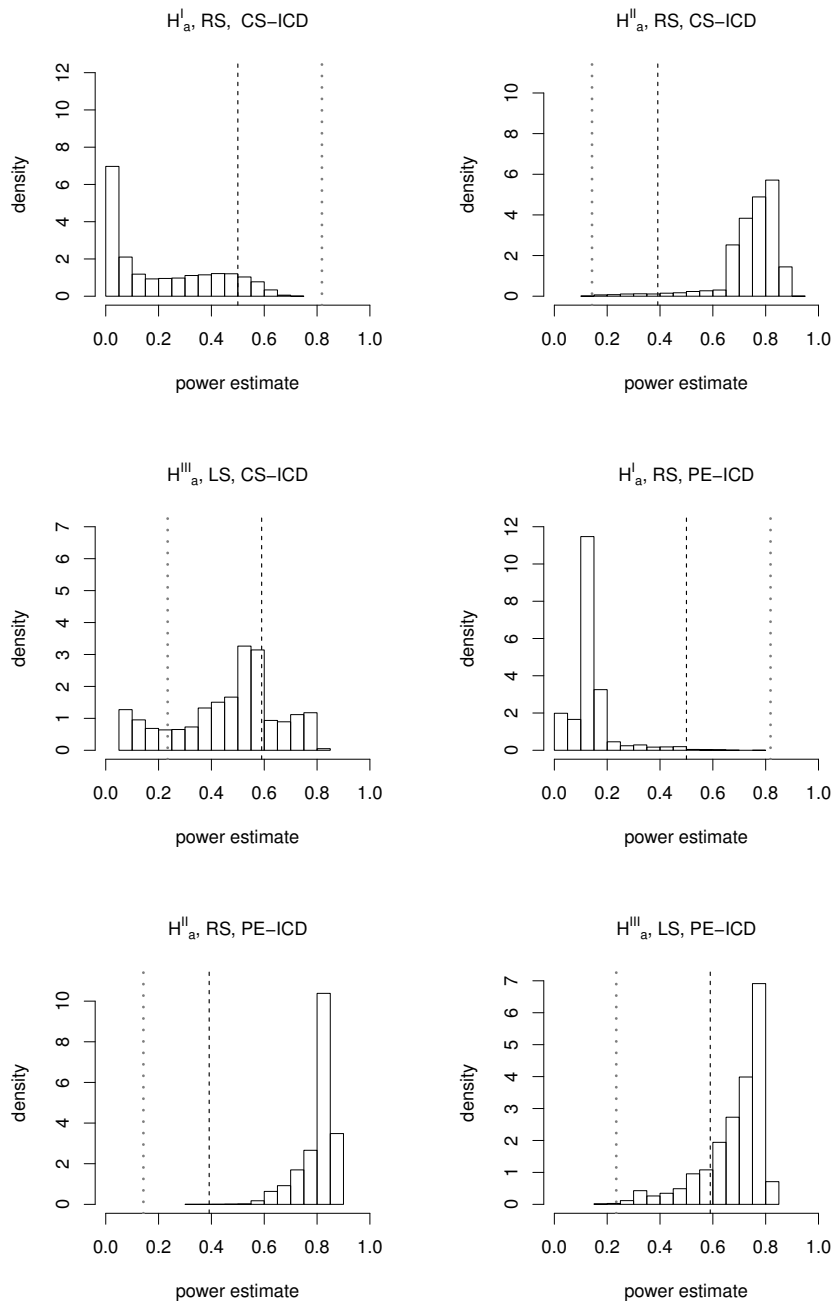 H^I_a, RS, CS−ICD
density
0 2 4 6 8 10 12
0.0 0.2 0.4 0.6 0.8 1.0
power estimate
H^II_a, RS, CS−ICD
density
0 2 4 6 8 10
0.0 0.2 0.4 0.6 0.8 1.0
power estimate
H^III_a, LS, CS−ICD
density
0 1 2 3 4 5 6 7
0.0 0.2 0.4 0.6 0.8 1.0
power estimate
H^I_a, RS, PE−ICD
density
0 2 4 6 8 10 12
0.0 0.2 0.4 0.6 0.8 1.0
power estimate
H^II_a, RS, PE−ICD
density
0 2 4 6 8 10
0.0 0.2 0.4 0.6 0.8 1.0
power estimate
H^III_a, LS, PE−ICD
density
0 1 2 3 4 5 6 7
0.0 0.2 0.4 0.6 0.8 1.0
power estimate